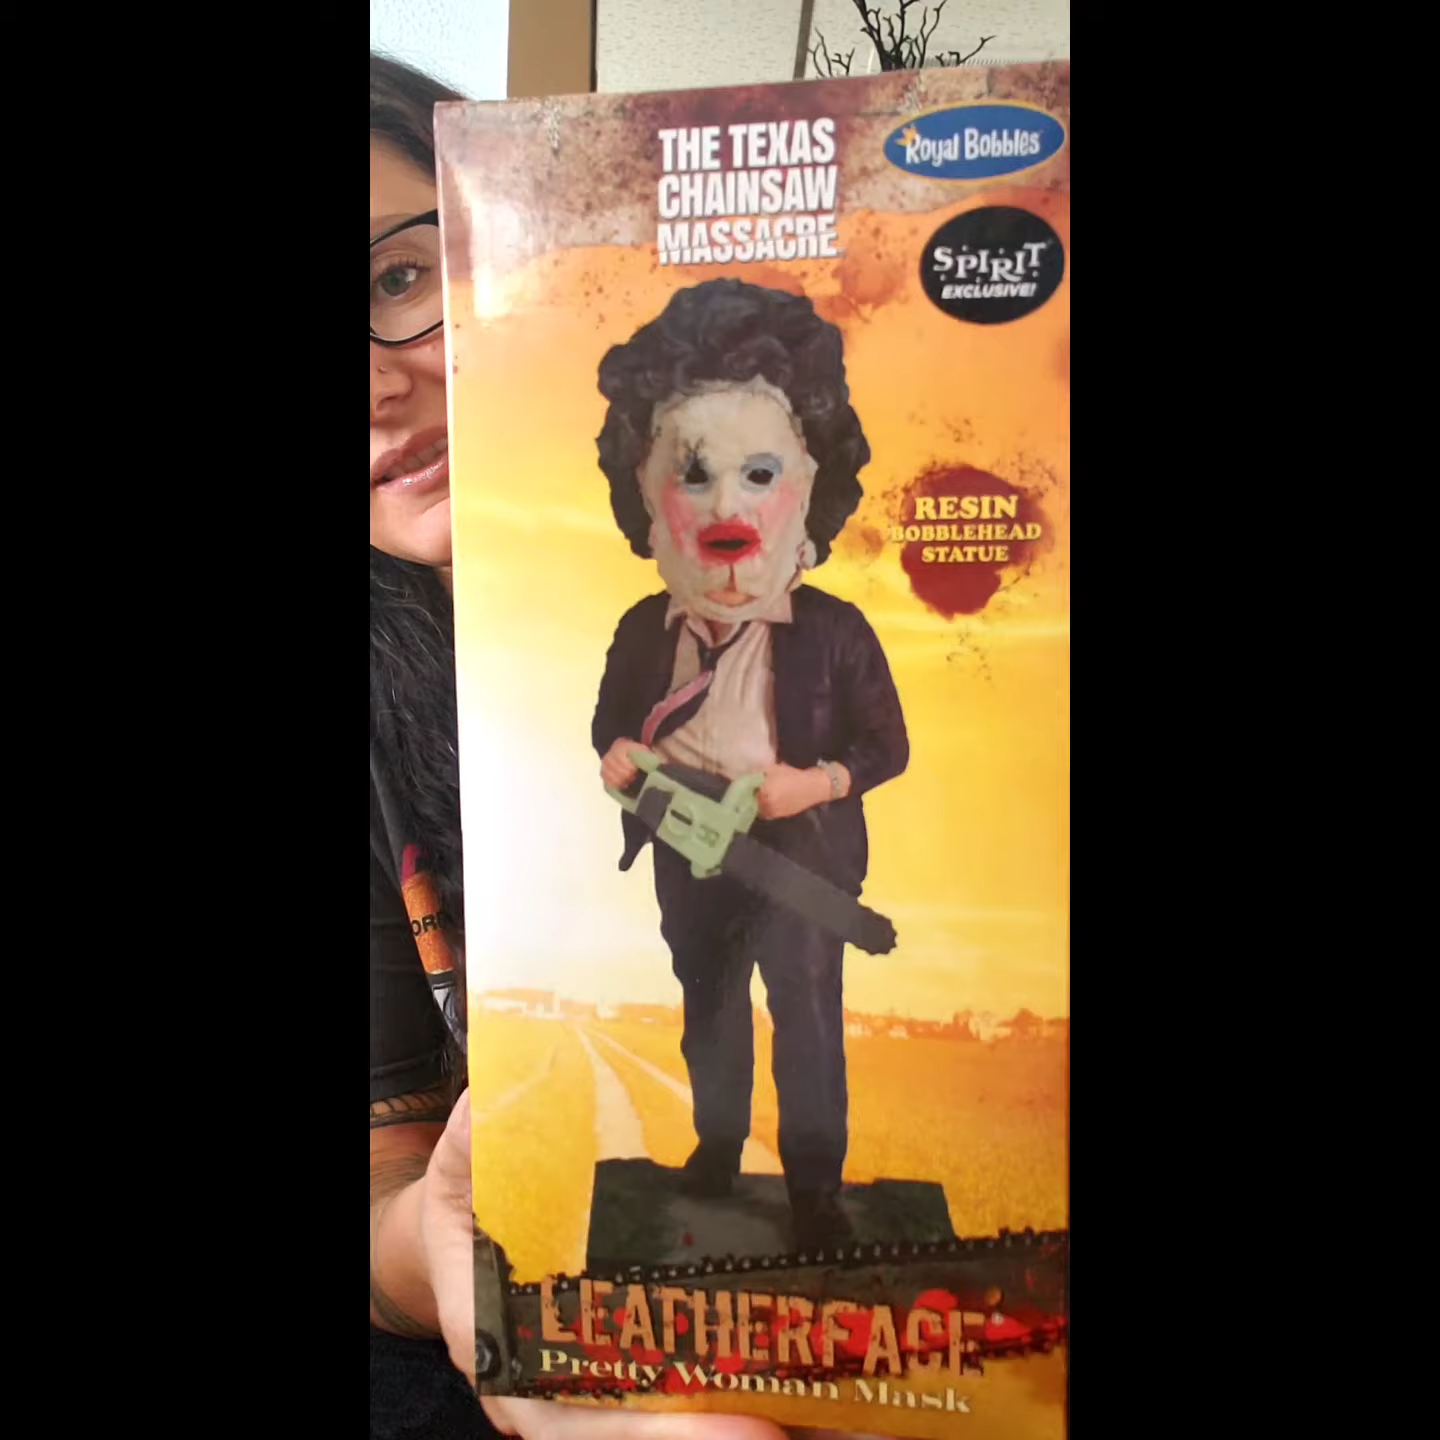 THE TEXAS
CHAINSAW
MASSACRE
Royal Bobbles
SPIRIT
EXCLUSIVE!
RESIN
BOBBLEHEAD
STATUE
LEATHERFACE
Pretty Woman Mask